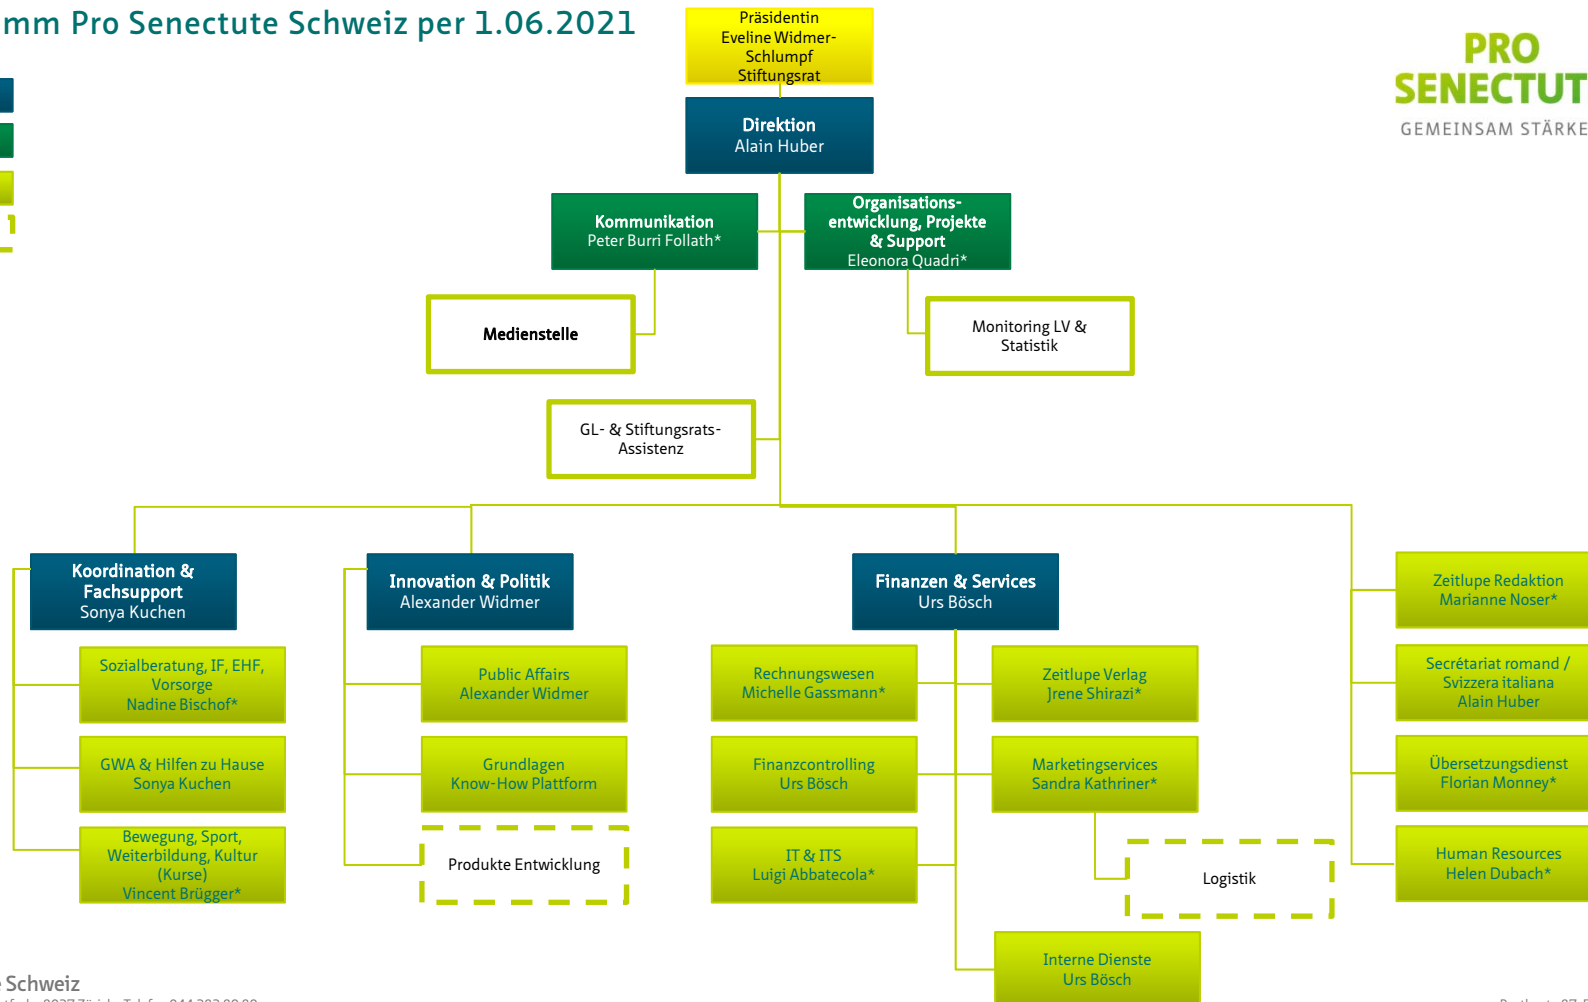 mm Pro Senectute Schweiz per 1.06.2021
Präsidentin
Eveline Widmer-
Schlumpf
Stiftungsrat
PRO
SENECTUT
GEMEINSAM STÄRKE
Direktion
Alain Huber
Kommunikation
Peter Burri Follath*
Organisations-
entwicklung, Projekte
& Support
Eleonora Quadri*
Medienstelle
Monitoring LV &
Statistik
GL- & Stiftungsrats-
Assistenz
Koordination &
Fachsupport
Sonya Kuchen
Innovation & Politik
Alexander Widmer
Finanzen & Services
Urs Bösch
Zeitlupe Redaktion
Marianne Noser*
Sozialberatung, IF, EHF,
Vorsorge
Nadine Bischof*
Public Affairs
Alexander Widmer
Rechnungswesen
Michelle Gassmann*
Zeitlupe Verlag
Jrene Shirazi*
Secrétariat romand /
Svizzera italiana
Alain Huber
GWA & Hilfen zu Hause
Sonya Kuchen
Grundlagen
Know-How Plattform
Finanzcontrolling
Urs Bösch
Marketingservices
Sandra Kathriner*
Übersetzungsdienst
Florian Monney*
Bewegung, Sport,
Weiterbildung, Kultur
(Kurse)
Vincent Brügger*
Produkte Entwicklung
IT & ITS
Luigi Abbatecola*
Logistik
Human Resources
Helen Dubach*
Interne Dienste
Urs Bösch
Schweiz